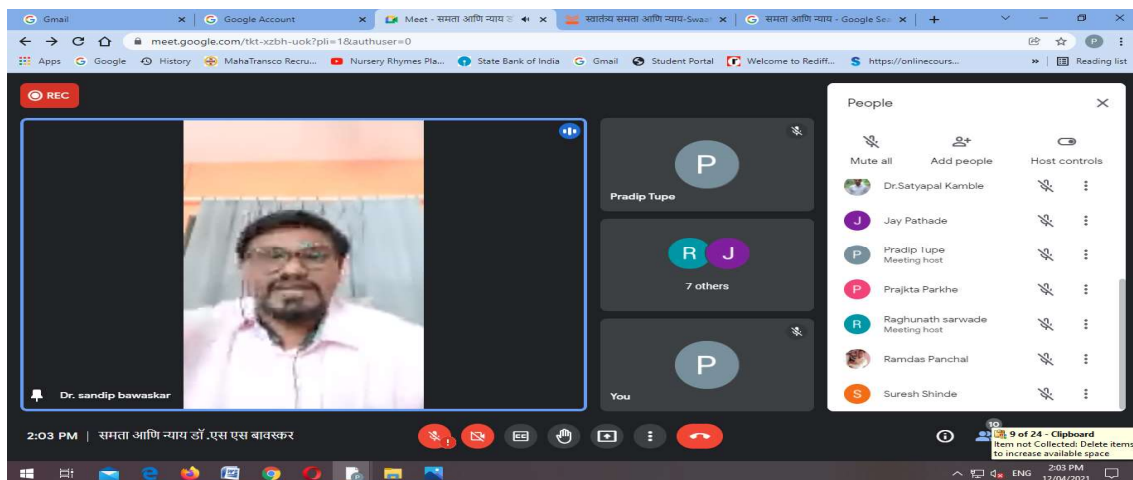 Gmail
Google Account
Meet - समता आणि न्याय ड
स्वातंत्र्य समता आणि न्याय-Swaa
समता आणि न्याय - Google Sea
meet.google.com/tkt-xzbh-uok?pli=1&authuser=0
P
Apps
Google
History
MahaTransco Recru...
Nursery Rhymes Pla...
State Bank of India
Gmail
Student Portal
Welcome to Rediff...
https://onlinecours...
»
Reading list
REC
Dr. sandip bawaskar
P
Pradip Tupe
R J
7 others
P
You
People
Mute all
Add people
Host controls
Dr.Satyapal Kamble
J Jay Pathade
P Pradip Tupe
Meeting host
P Prajkta Parkhe
R Raghunath sarwade
Meeting host
Ramdas Panchal
S Suresh Shinde
2:03 PM | समता आणि न्याय डॉ.एस एस बावस्कर
CC
10
9 of 24 - Clipboard
Item not Collected: Delete items
to increase available space
ENG
2:03 PM
12/04/2021